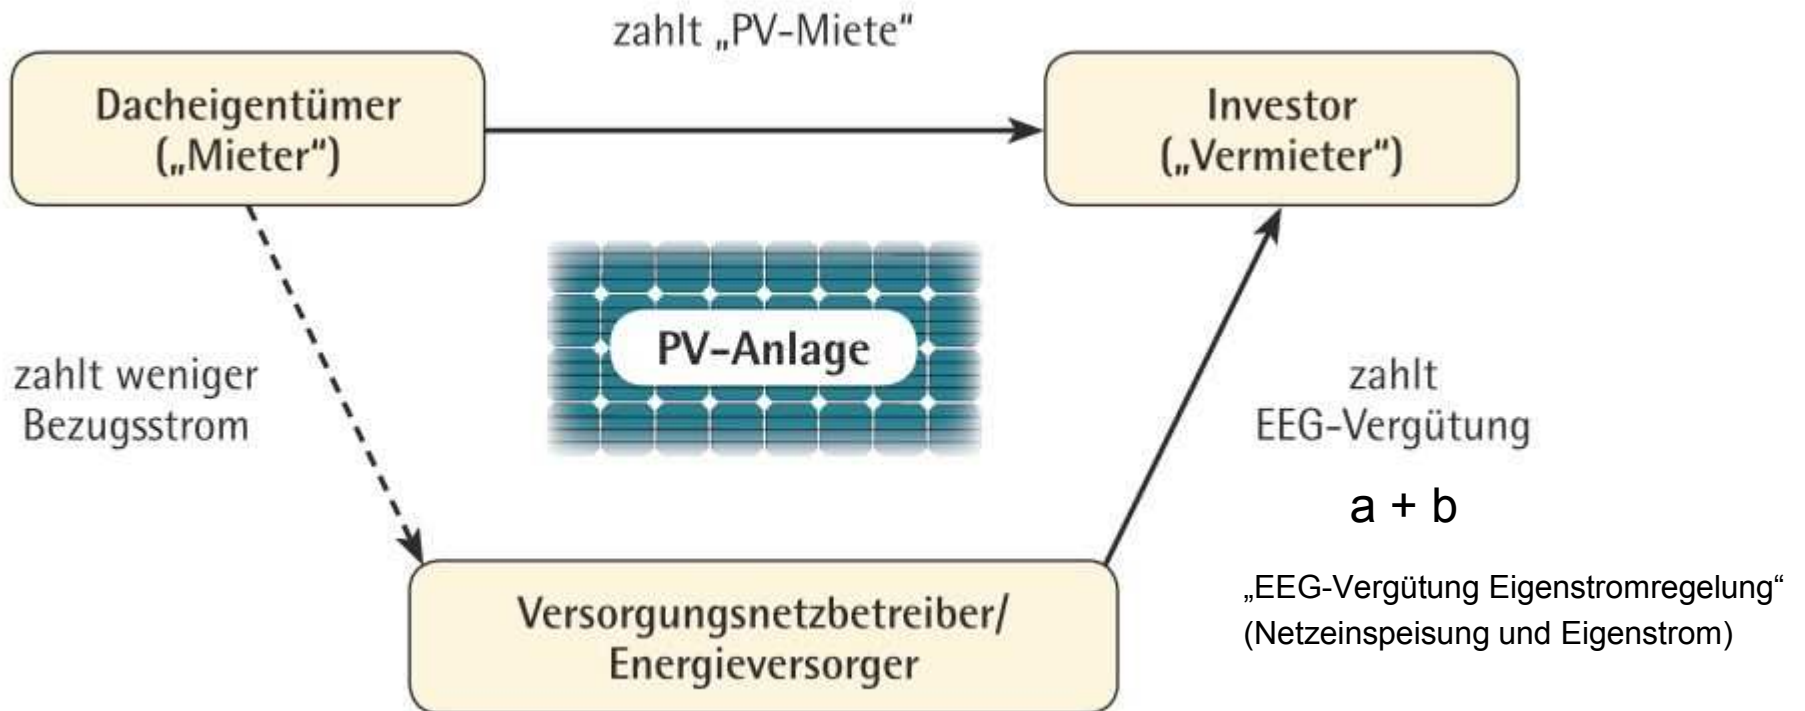 zahlt „PV-Miete“
Dacheigentümer
(„Mieter“)
Investor
(„Vermieter“)
PV-Anlage
zahlt weniger
Bezugsstrom
zahlt
EEG-Vergütung
a + b
„EEG-Vergütung Eigenstromregelung“
(Netzeinspeisung und Eigenstrom)
Versorgungsnetzbetreiber/
Energieversorger